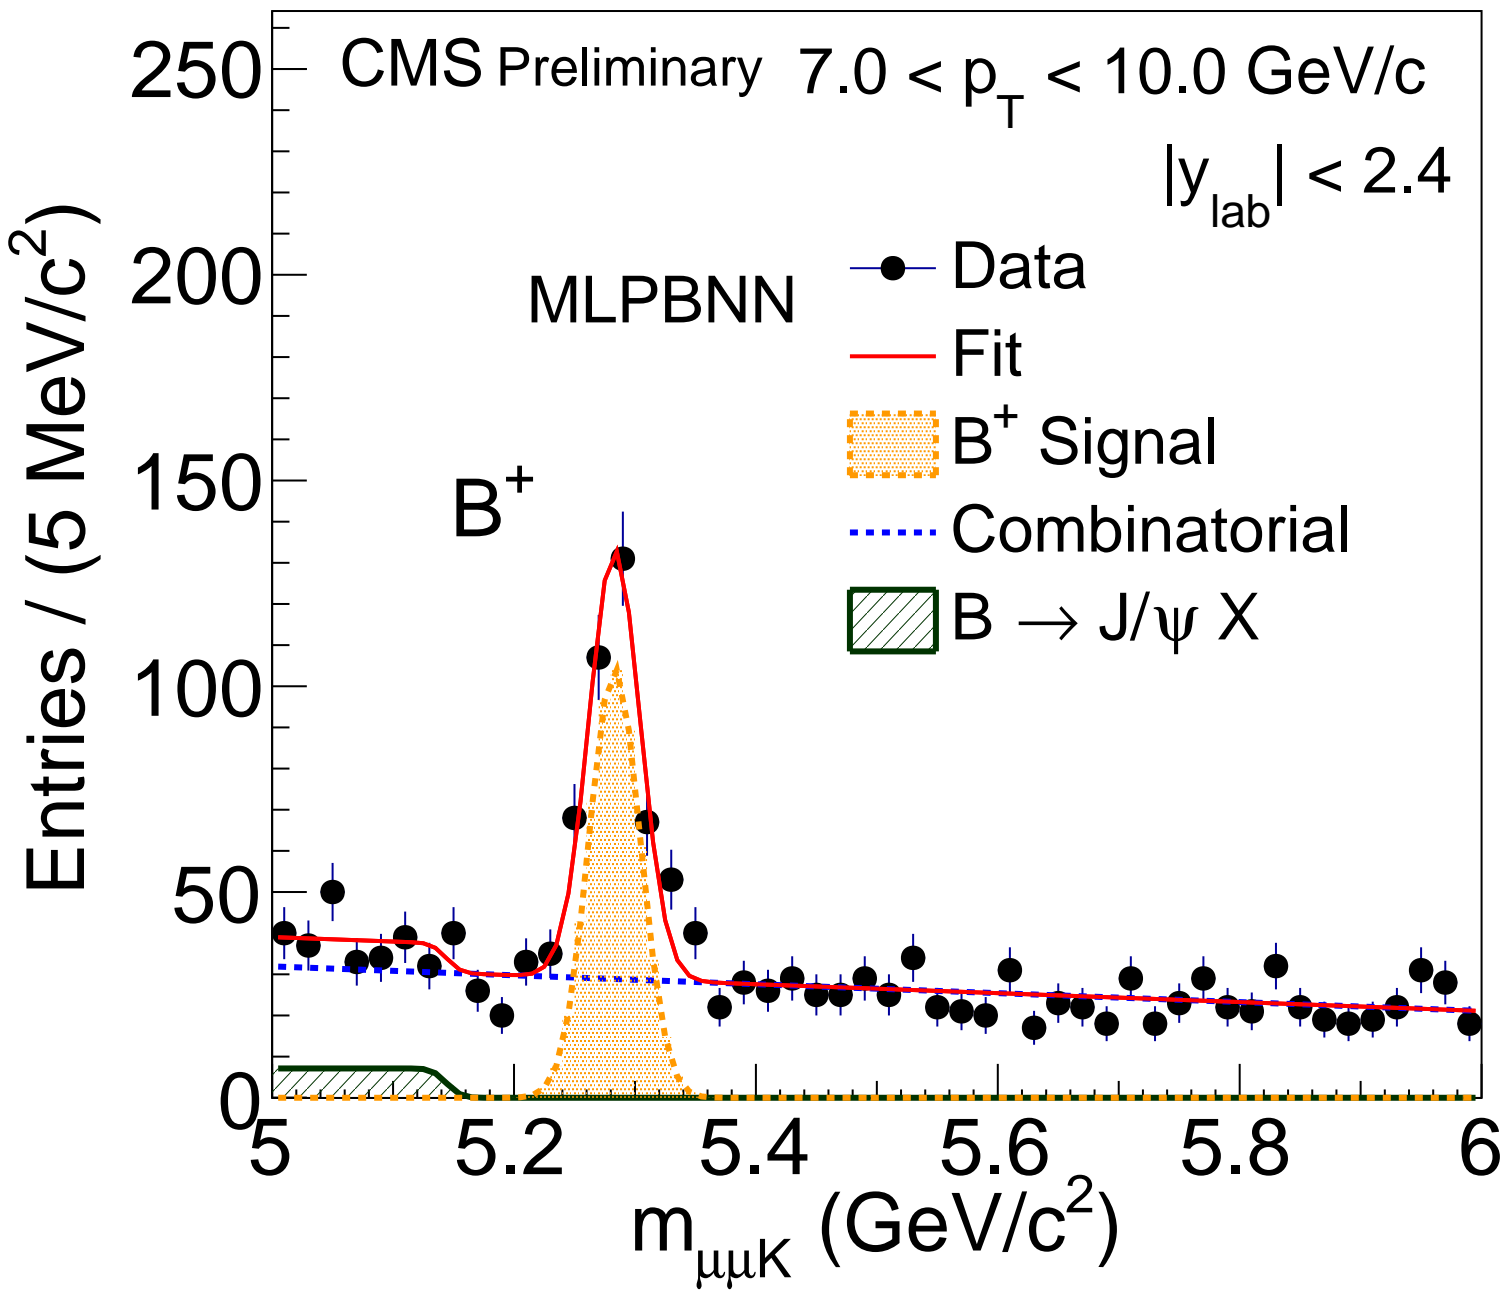 CMS Preliminary 7.0 < p_T < 10.0 GeV/c
|y_lab| < 2.4
MLPBNN
Data
Fit
B⁺ Signal
Combinatorial
B → J/ψ X
B⁺
Entries / (5 MeV/c²)
250
200
150
100
50
0
5 5.2 5.4 5.6 5.8 6
m_μμK (GeV/c²)